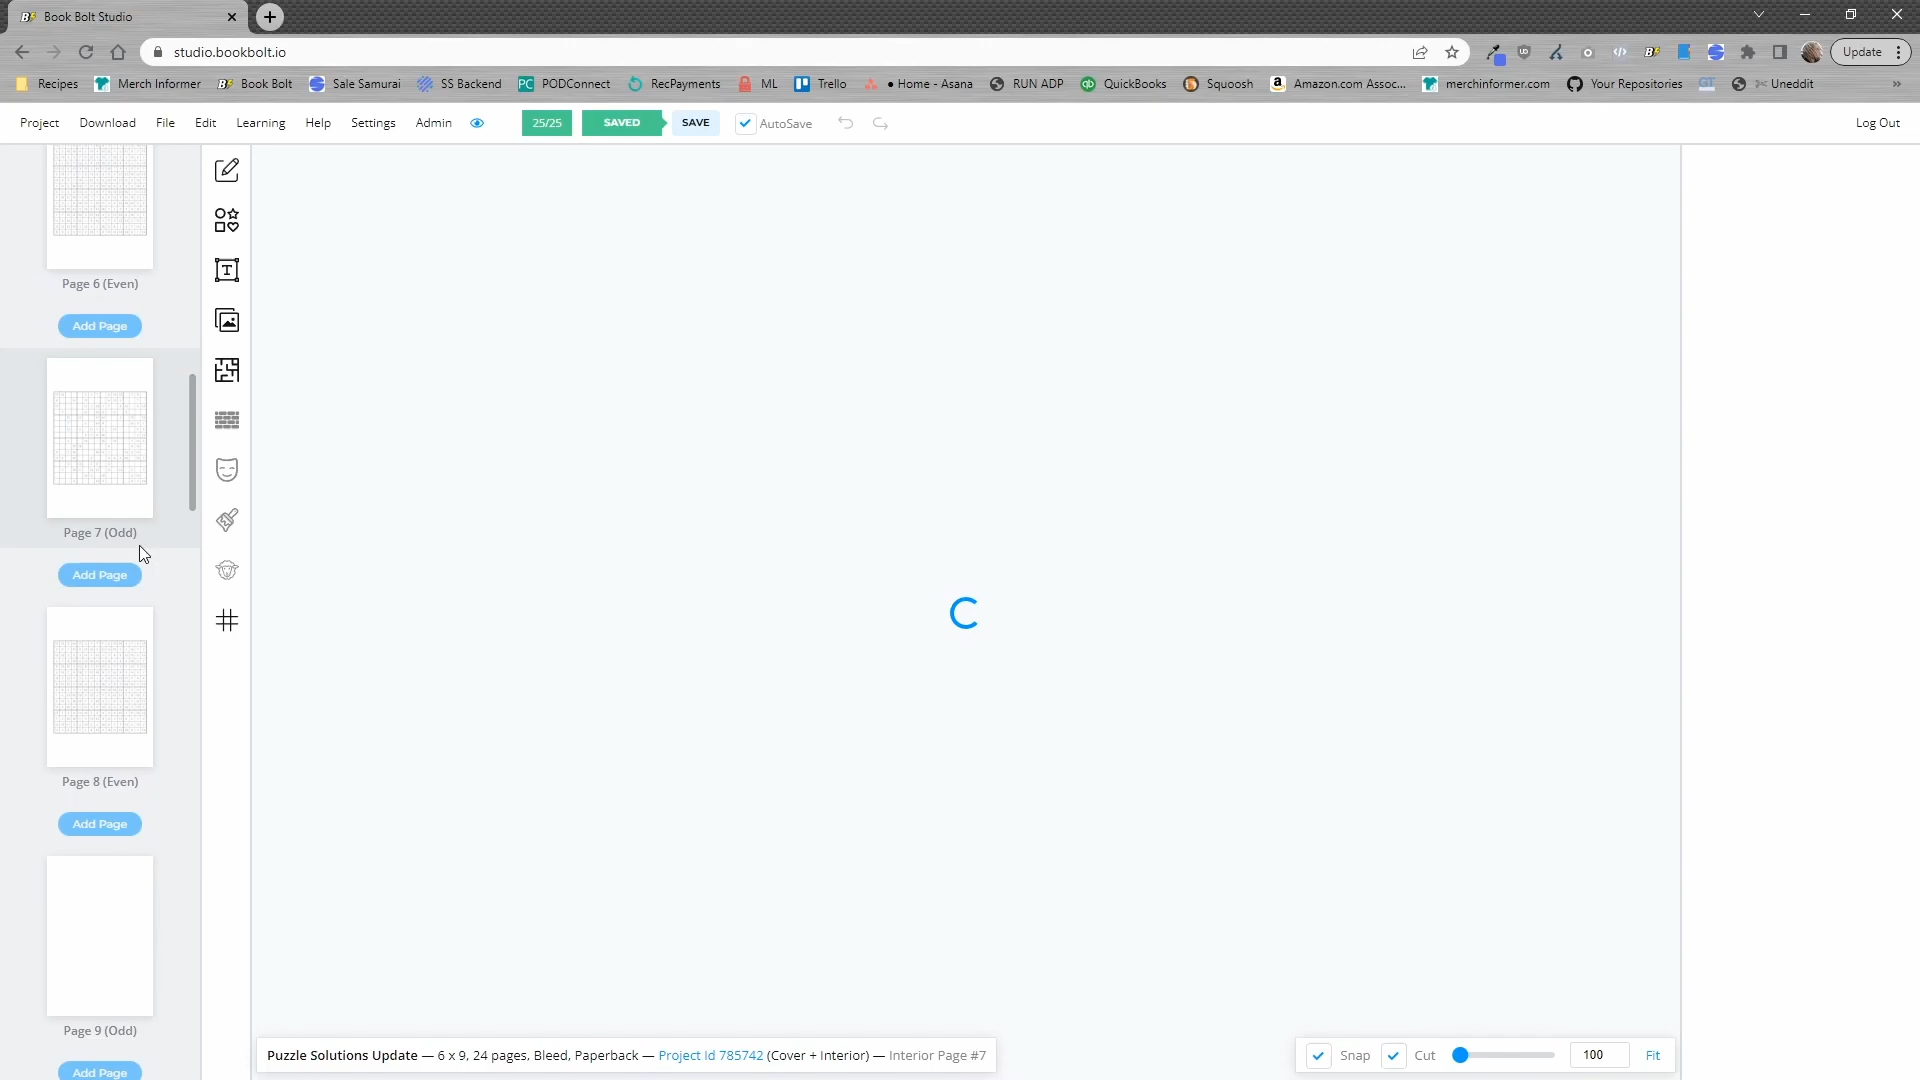 Book Bolt Studio
studio.bookbolt.io
Update
Recipes Merch Informer Book Bolt Sale Samurai SS Backend PODConnect RecPayments ML Trello • Home - Asana RUN ADP QuickBooks Squoosh Amazon.com Assoc... merchinformer.com Your Repositories Uneddit »
Project Download File Edit Learning Help Settings Admin 25/25 SAVED SAVE AutoSave Log Out
Page 6 (Even)
Add Page
Page 7 (Odd)
Add Page
Page 8 (Even)
Add Page
Page 9 (Odd)
Add Page
Puzzle Solutions Update — 6 x 9, 24 pages, Bleed, Paperback — Project Id 785742 (Cover + Interior) — Interior Page #7
Snap Cut 100 Fit